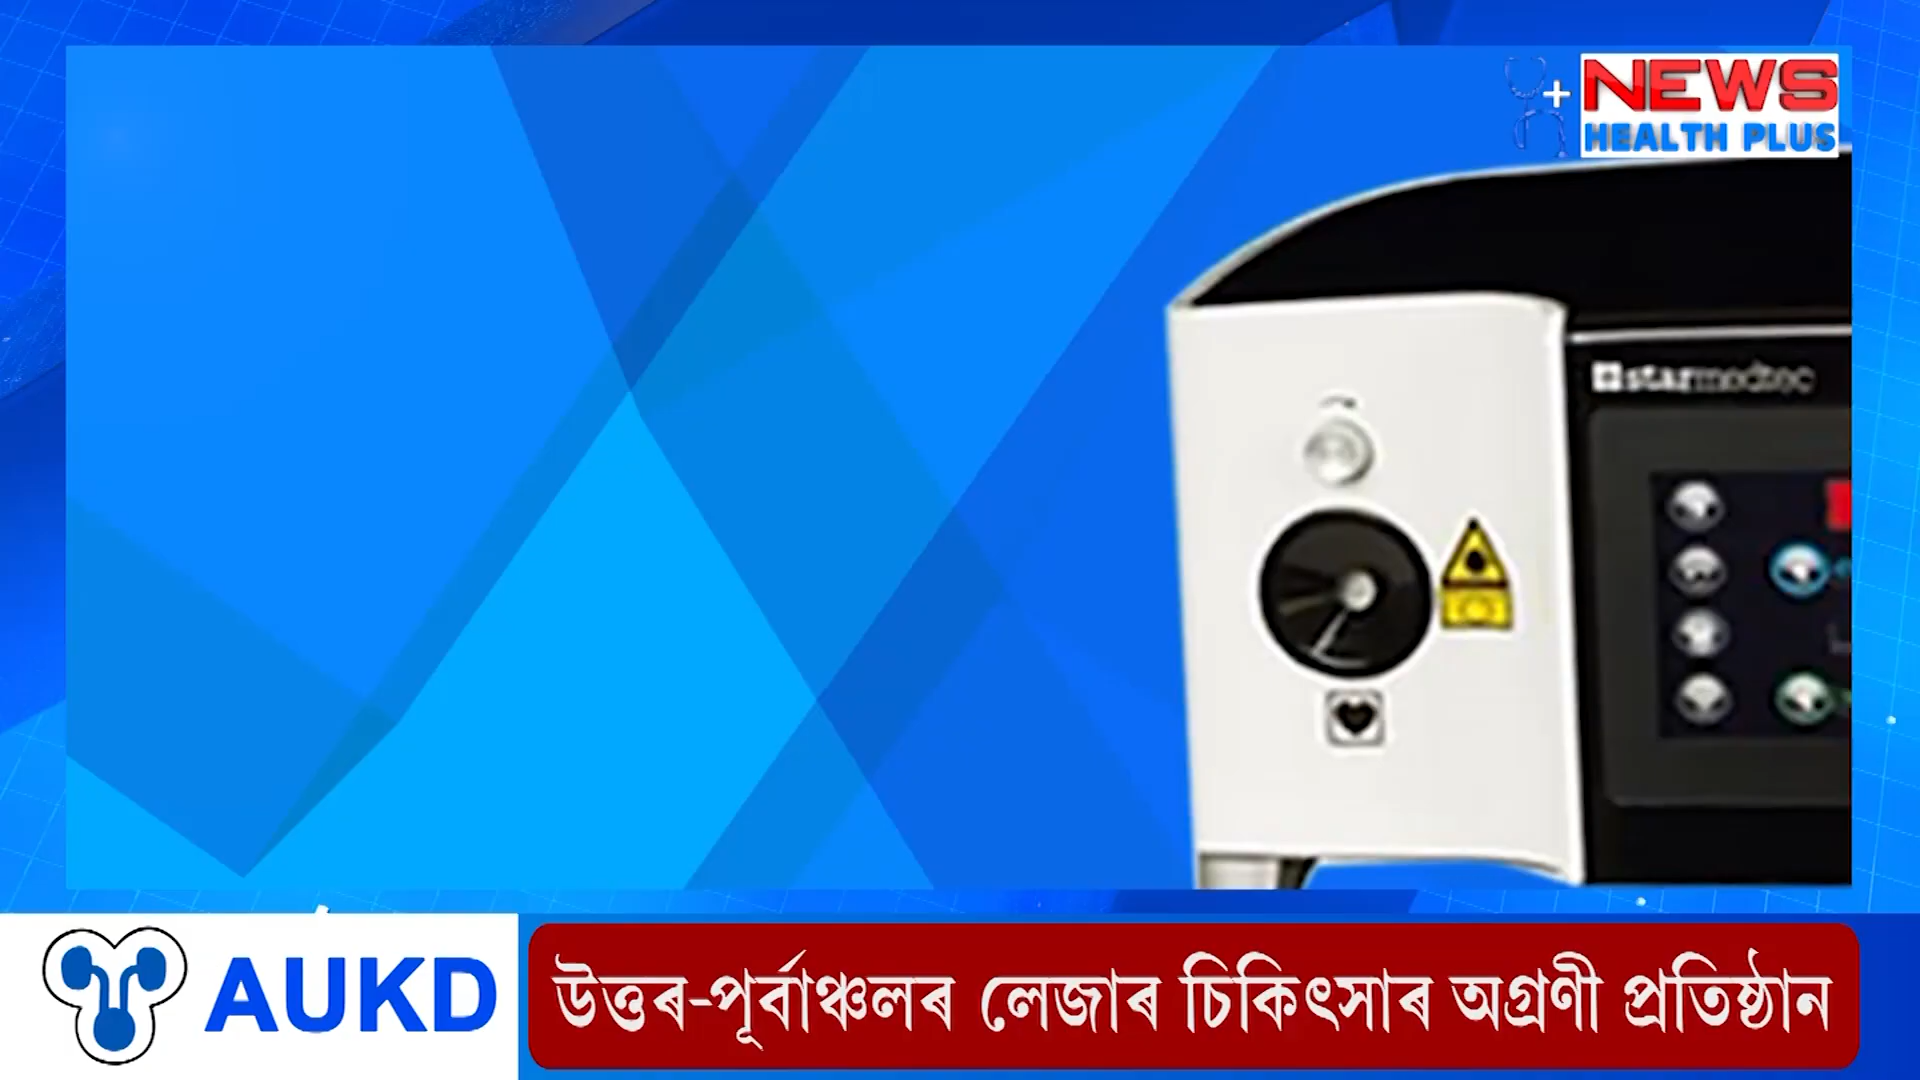 NEWS
HEALTH PLUS
starmedtec
AUKD
উত্তৰ-পূৰ্বাঞ্চলৰ লেজাৰ চিকিৎসাৰ অগ্ৰণী প্ৰতিষ্ঠান